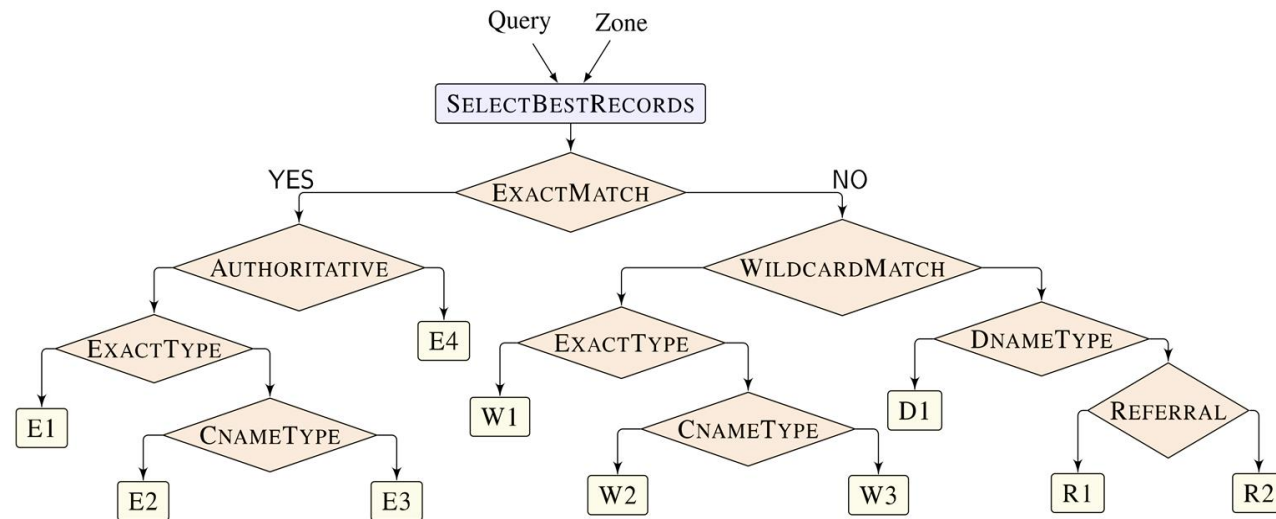 Query Zone
SELECTBESTRECORDS
YES NO
EXACTMATCH
AUTHORITATIVE WILDCARDMATCH
EXACTTYPE E4 EXACTTYPE DNAMETYPE
E1 W1 D1 REFERRAL
CNAMETYPE CNAMETYPE
E2 E3 W2 W3 R1 R2